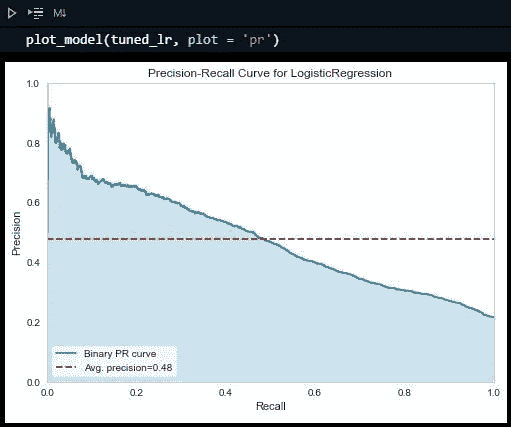 M↓
plot_model(tuned_lr, plot = 'pr')
Precision-Recall Curve for LogisticRegression
1.0
0.8
0.6
0.4
0.2
0.0
Precision
Binary PR curve
Avg. precision=0.48
0.0 0.2 0.4 0.6 0.8 1.0
Recall